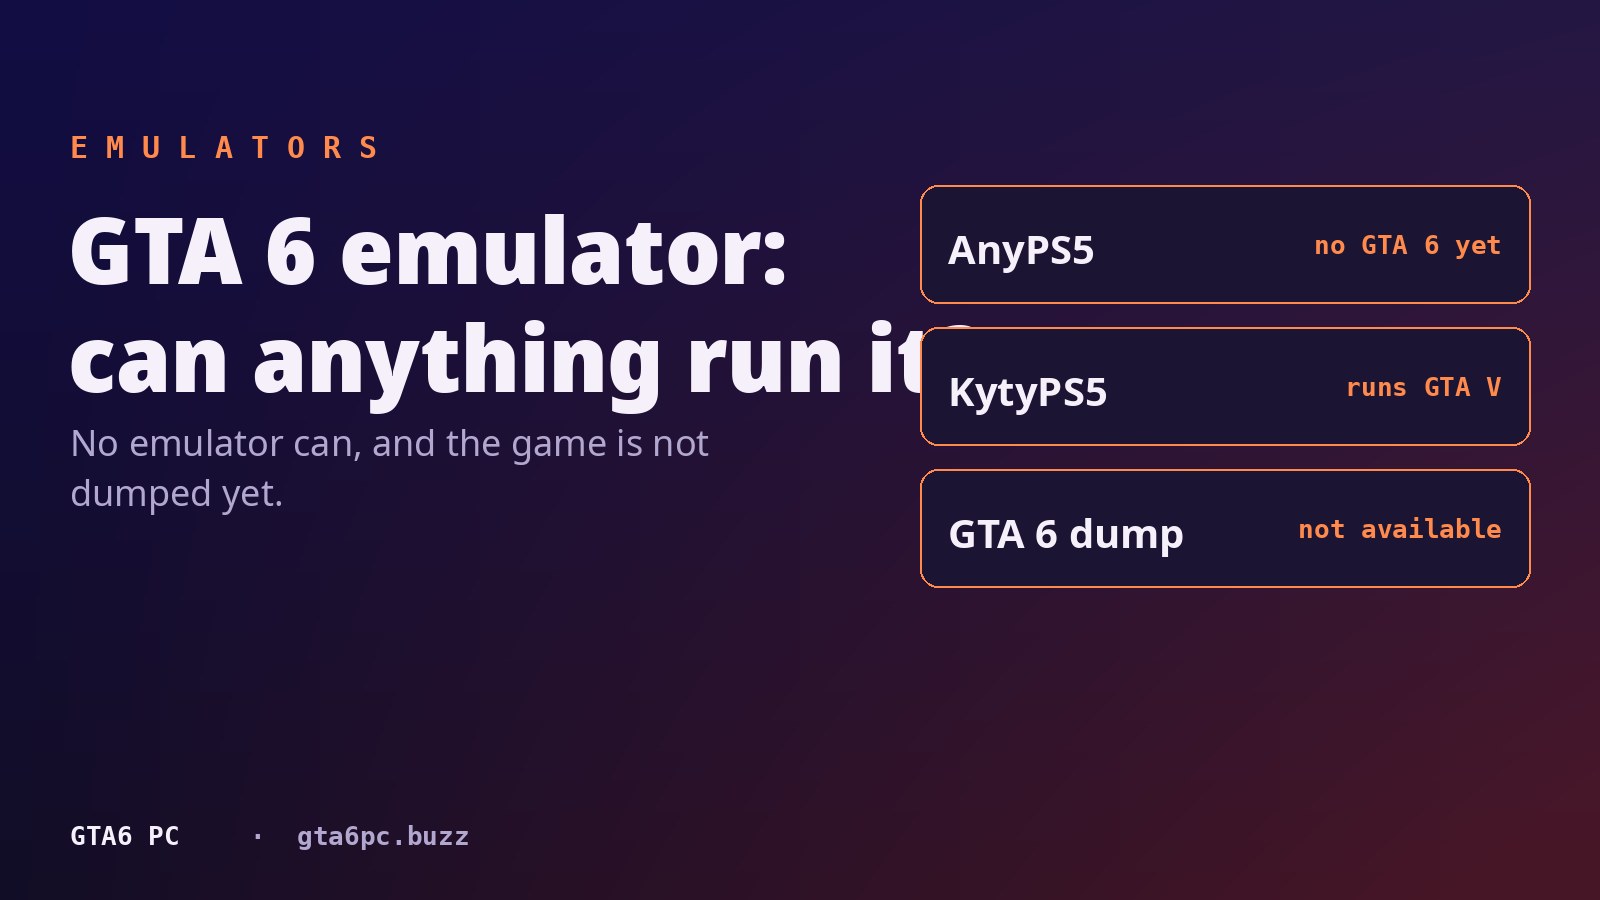 EMULATORS
GTA 6 emulator:
can anything run it?
No emulator can, and the game is not
dumped yet.
AnyPS5 no GTA 6 yet
KytyPS5 runs GTA V
GTA 6 dump not available
GTA6 PC · gta6pc.buzz